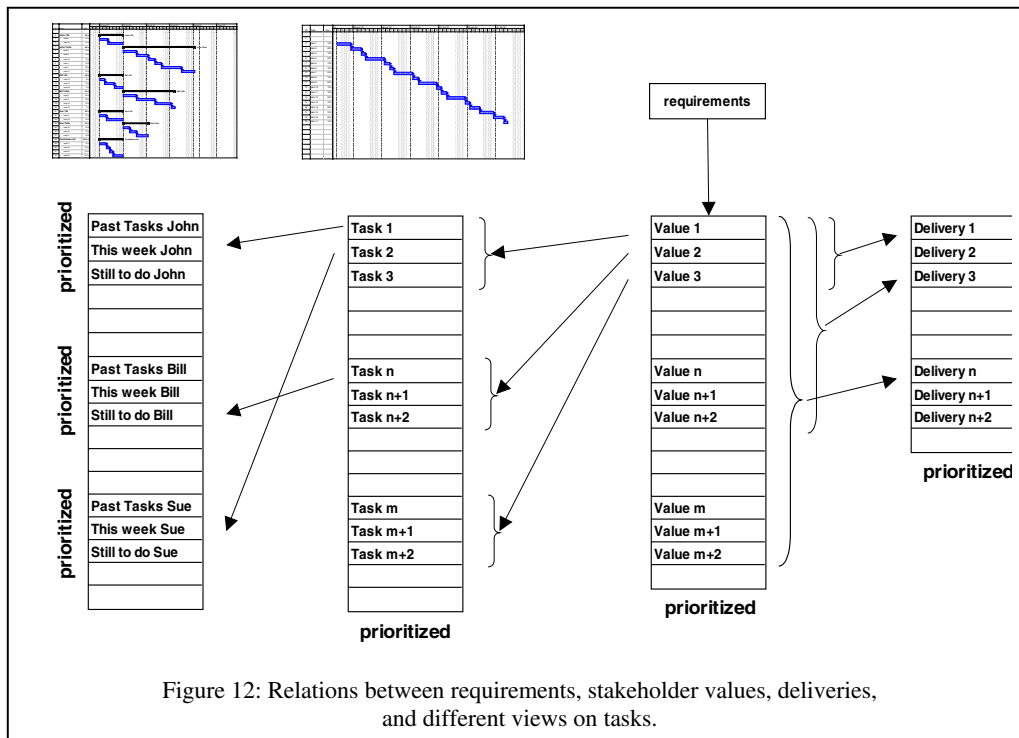 requirements
prioritized
Past Tasks John
This week John
Still to do John
prioritized
Past Tasks Bill
This week Bill
Still to do Bill
prioritized
Past Tasks Sue
This week Sue
Still to do Sue
Task 1
Task 2
Task 3
Task n
Task n+1
Task n+2
Task m
Task m+1
Task m+2
prioritized
Value 1
Value 2
Value 3
Value n
Value n+1
Value n+2
Value m
Value m+1
Value m+2
prioritized
Delivery 1
Delivery 2
Delivery 3
Delivery n
Delivery n+1
Delivery n+2
prioritized
Figure 12: Relations between requirements, stakeholder values, deliveries,
and different views on tasks.